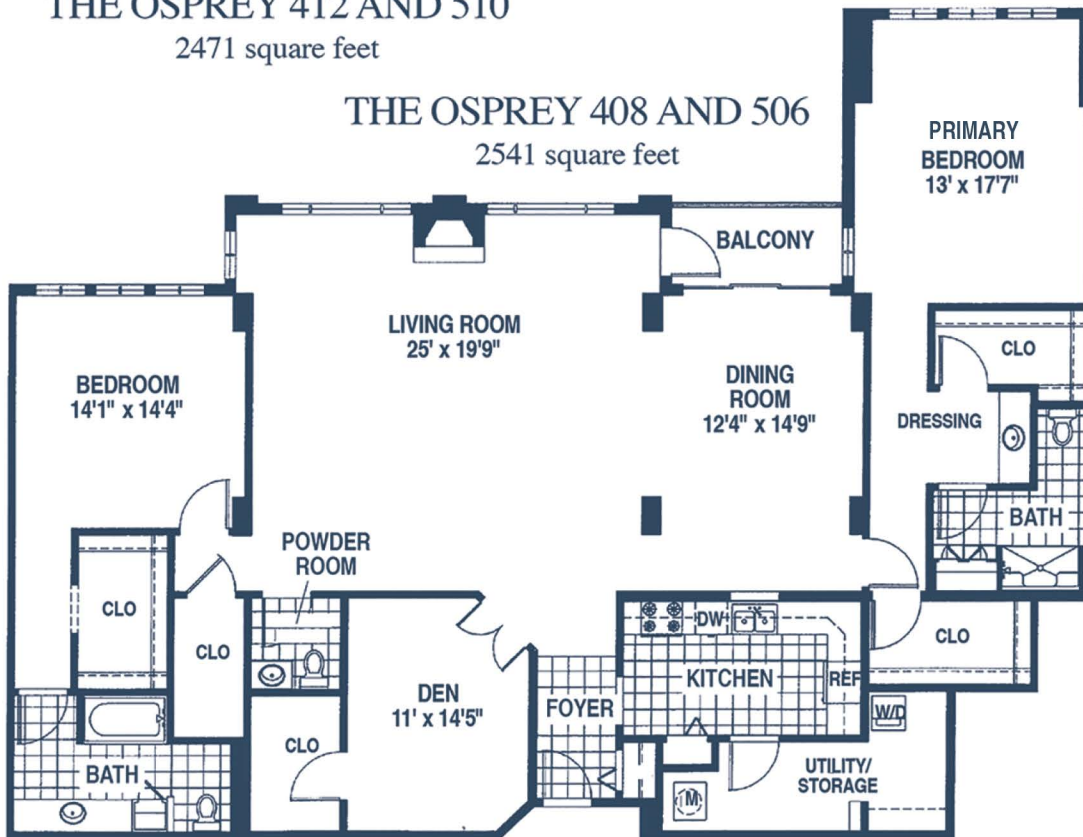 THE OSPREY 412 AND 510
2471 square feet
THE OSPREY 408 AND 506
2541 square feet
PRIMARY
BEDROOM
13' x 17'7"
BALCONY
LIVING ROOM
25' x 19'9"
CLO
BEDROOM
14'1" x 14'4"
DINING
ROOM
12'4" x 14'9"
DRESSING
BATH
POWDER
ROOM
CLO
CLO
DW
CLO
KITCHEN
REF
DEN
11' x 14'5"
FOYER
W/D
CLO
UTILITY/
STORAGE
BATH
M